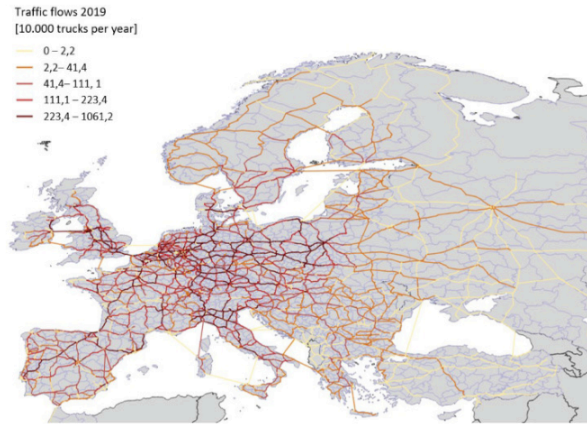 Traffic flows 2019
[10.000 trucks per year]
0 – 2,2
2,2– 41,4
41,4– 111, 1
111,1 – 223,4
223,4 – 1061,2